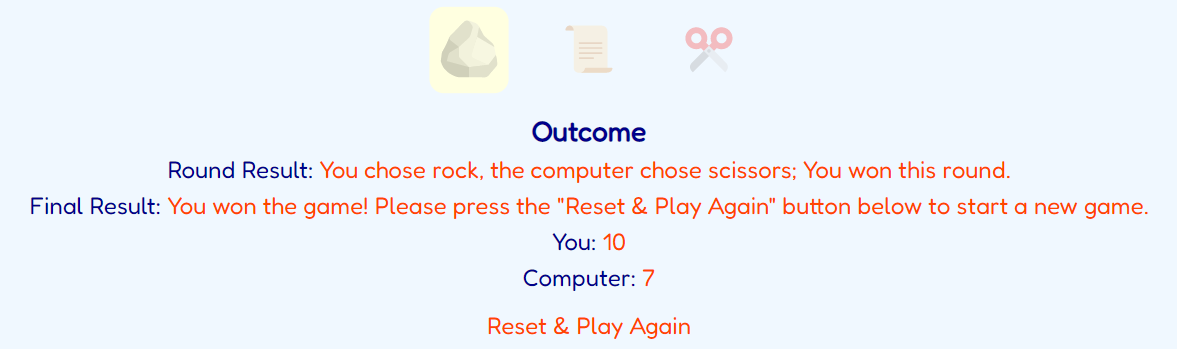 Outcome
Round Result: You chose rock, the computer chose scissors; You won this round.
Final Result: You won the game! Please press the "Reset & Play Again" button below to start a new game.
You: 10
Computer: 7
Reset & Play Again